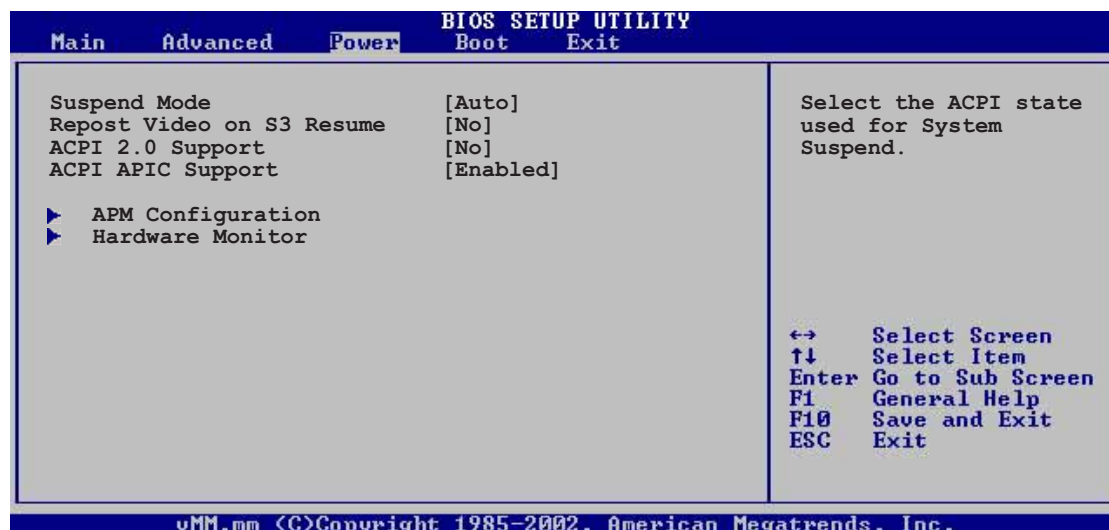 BIOS SETUP UTILITY
Main Advanced Power Boot Exit
Suspend Mode [Auto]
Repost Video on S3 Resume [No]
ACPI 2.0 Support [No]
ACPI APIC Support [Enabled]
APM Configuration
Hardware Monitor
Select the ACPI state
used for System
Suspend.
←→ Select Screen
↑↓ Select Item
Enter Go to Sub Screen
F1 General Help
F10 Save and Exit
ESC Exit
vMM.mm (C)Copyright 1985-2002, American Megatrends, Inc.